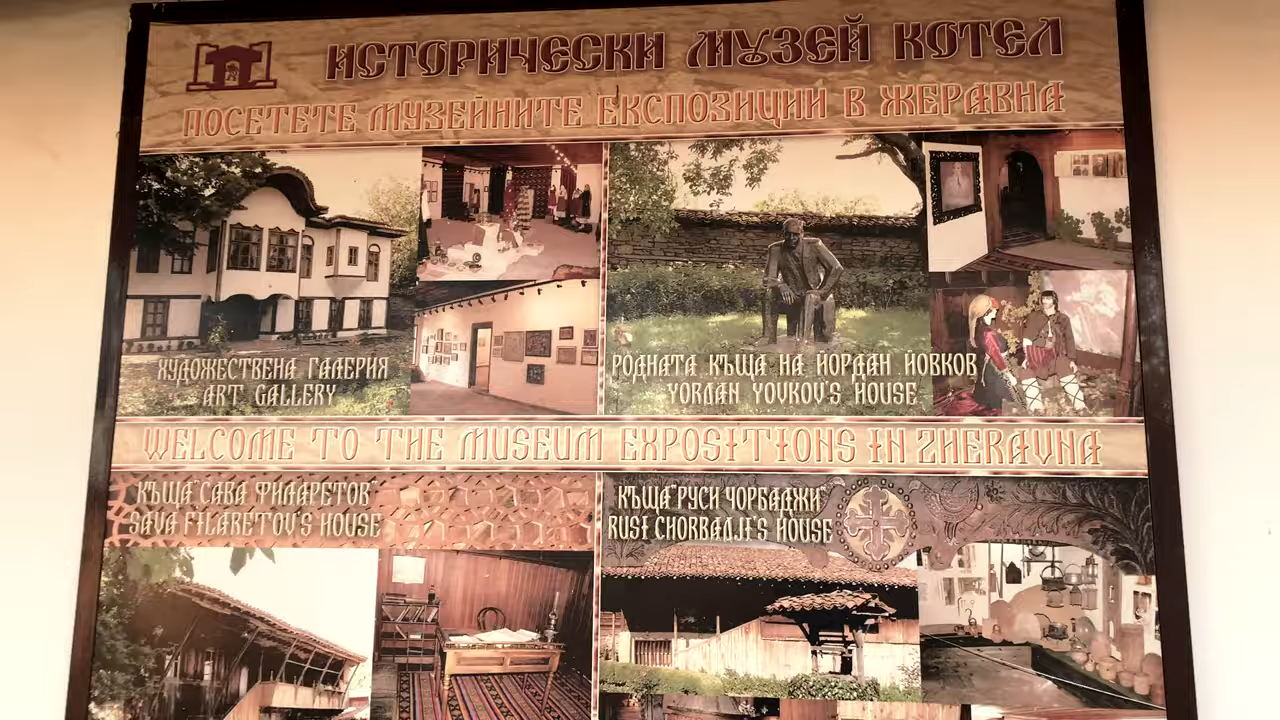 ИСТОРИЧЕСКИ МУЗЕЙ КОТЕЛ
ПОСЕТЕТЕ МУЗЕЙНИТЕ ЕКСПОЗИЦИИ В ЖЕРАВНА
ХУДОЖЕСТВЕНА ГАЛЕРИЯ
ART GALLERY
РОДНАТА КЪЩА НА ЙОРДАН ЙОВКОВ
YORDAN YOVKOV'S HOUSE
WELCOME TO THE MUSEUM EXPOSITIONS IN ZHERAVNA
КЪЩА "САВА ФИЛАРЕТОВ"
SAVA FILARETOV'S HOUSE
КЪЩА "РУСИ ЧОРБАДЖИ"
RUSI CHORBADJI'S HOUSE